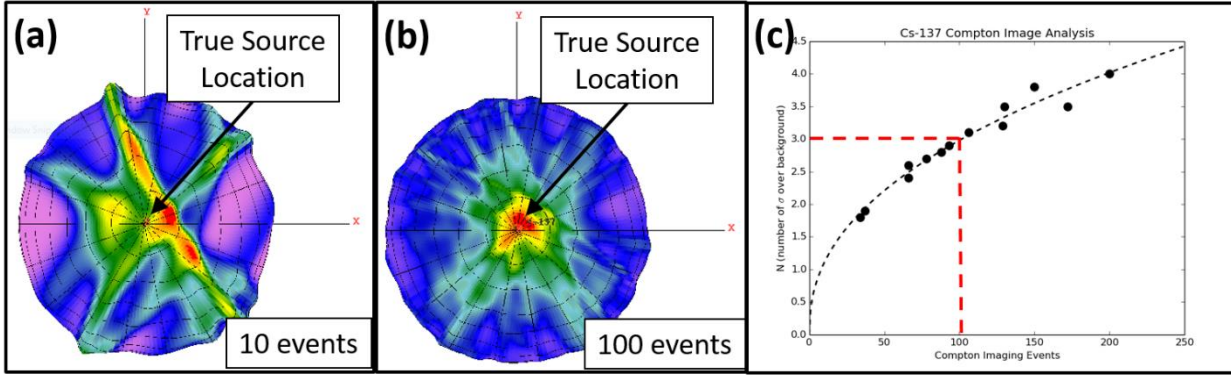 (a)
Y
True Source
Location
x
10 events
(b)
Y
True Source
Location
-137
x
100 events
(c)
Cs-137 Compton Image Analysis
N (number of σ over background)
4.5
4.0
3.5
3.0
2.5
2.0
1.5
1.0
0.5
0.0
0
50
100
150
200
250
Compton Imaging Events